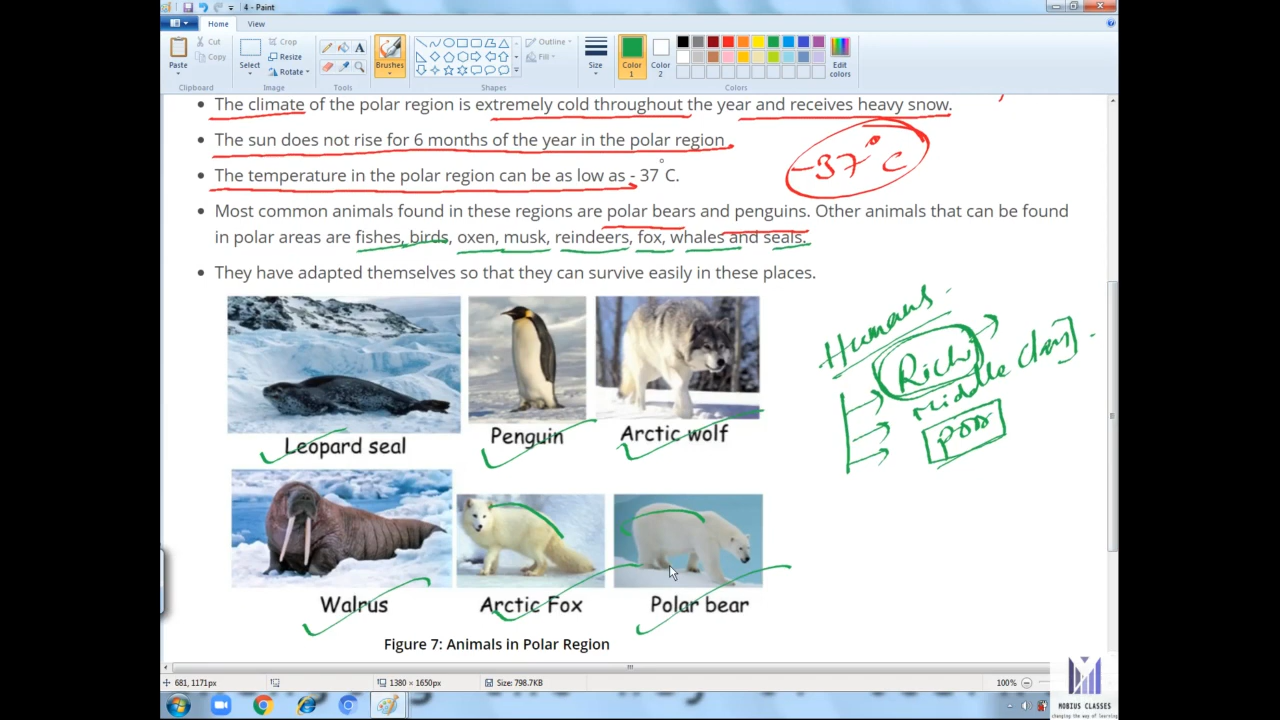 4 - Paint
Home View
Cut
Copy
Paste
Clipboard
Select
Crop
Resize
Rotate
Image
Tools
A
Brushes
Outline
Fill
Shapes
Size
Color 1
Color 2
Edit colors
Colors
The climate of the polar region is extremely cold throughout the year and receives heavy snow.
The sun does not rise for 6 months of the year in the polar region
The temperature in the polar region can be as low as - 37°C.
-37°C
Most common animals found in these regions are polar bears and penguins. Other animals that can be found
in polar areas are fishes, birds, oxen, musk, reindeers, fox, whales and seals.
They have adapted themselves so that they can survive easily in these places.
Humans
Rich
Middle class
poor
Leopard seal
Penguin
Arctic wolf
Walrus
Arctic Fox
Polar bear
Figure 7: Animals in Polar Region
681, 1171px
1380 × 1650px
Size: 798.7KB
100%
MOBIUS CLASSES
changing the way of learning